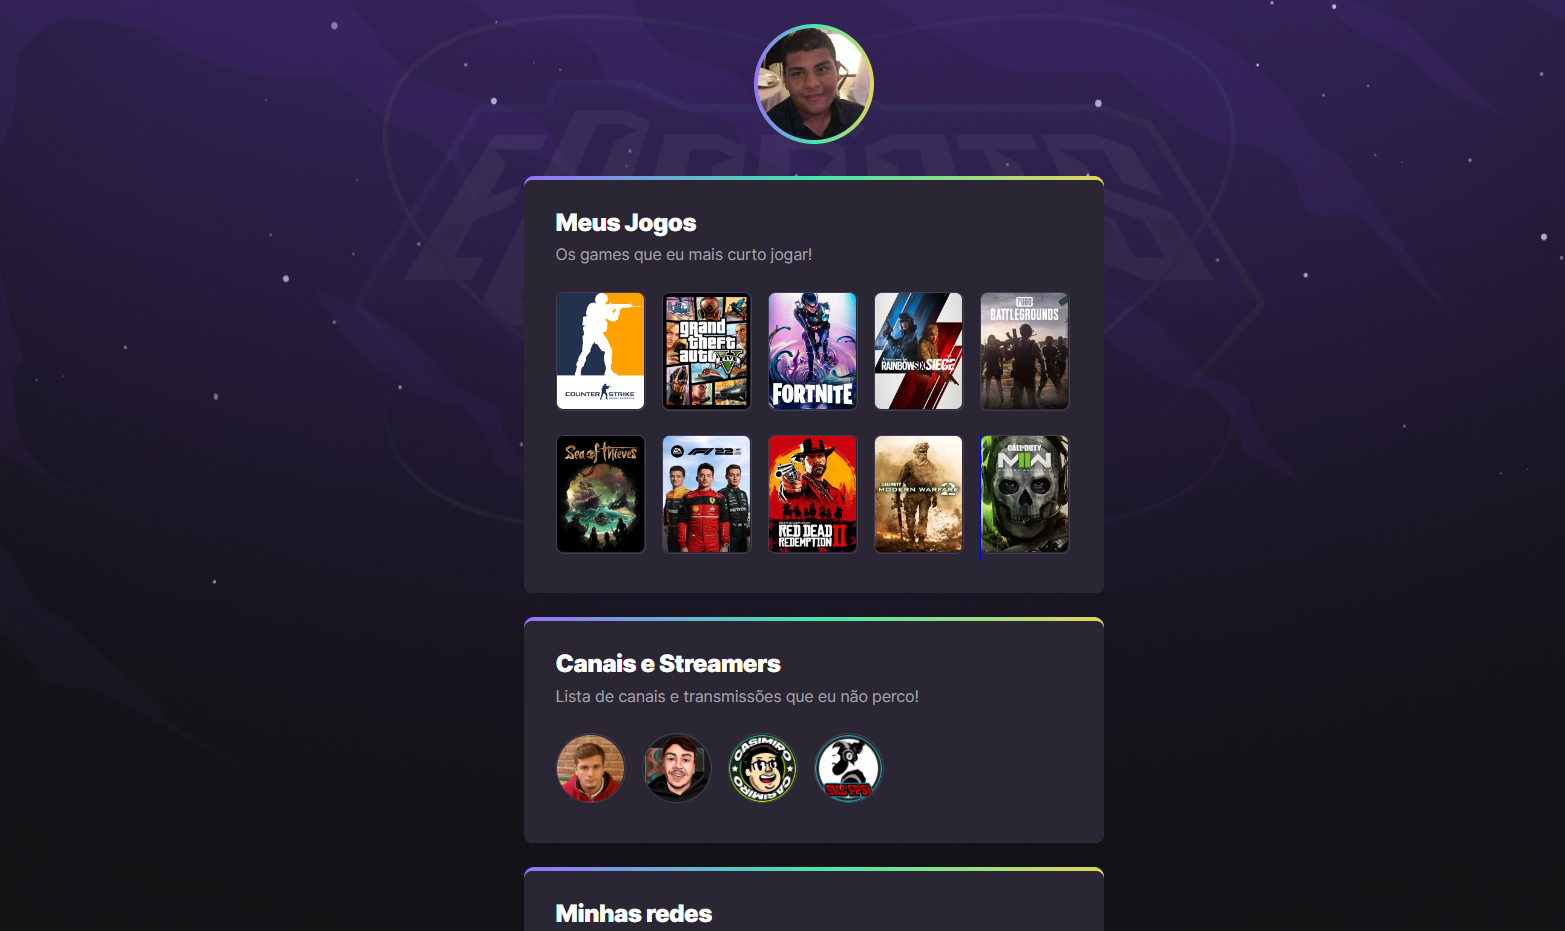 ESPORTS
Meus Jogos
Os games que eu mais curto jogar!
COUNTER STRIKE
grand
theft
auto V
FORTNITE
RAINBOW SIX SIEGE
PUBG
BATTLEGROUNDS
Sea of Thieves
EA
F1 22
RED DEAD
REDEMPTION II
CALL OF DUTY
MODERN WARFARE 2
CALL OF DUTY
MWII
Canais e Streamers
Lista de canais e transmissões que eu não perco!
CASIMIRO
CASIMIRO
Minhas redes